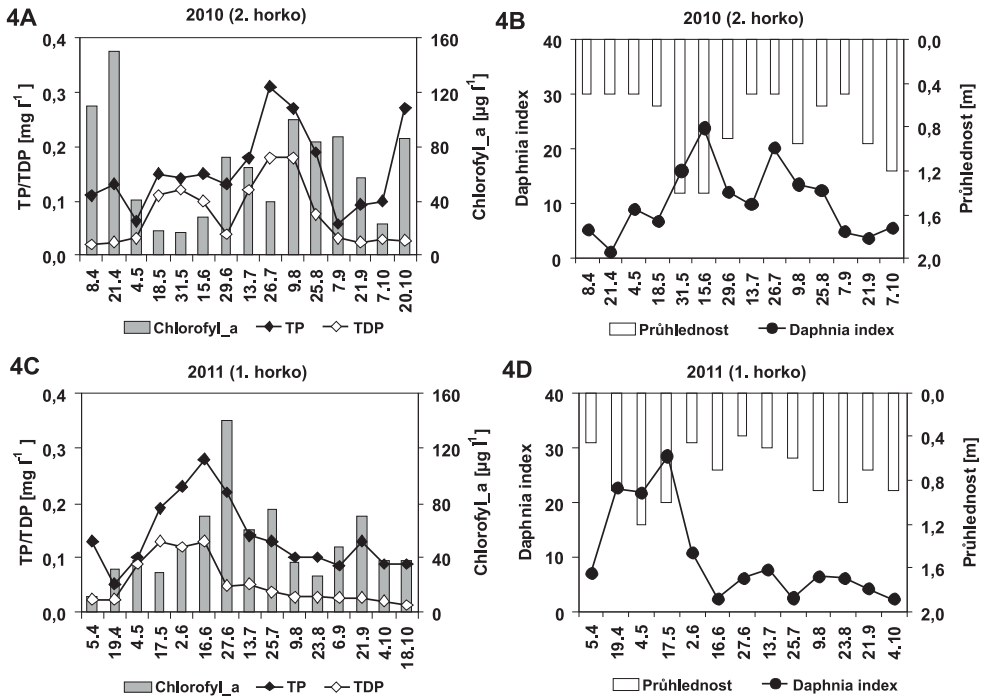 4A
2010 (2. horko)
TP/TDP [mg l⁻¹]
0,4
0,3
0,2
0,1
0,0
160
120
80
40
0
Chlorofyl_a [µg l⁻¹]
8.4 21.4 4.5 18.5 31.5 15.6 29.6 13.7 26.7 9.8 25.8 7.9 21.9 7.10 20.10
Chlorofyl_a TP TDP
4B
2010 (2. horko)
Daphnia index
40
30
20
10
0
0,0
0,4
0,8
1,2
1,6
2,0
Průhlednost [m]
8.4 21.4 4.5 18.5 31.5 15.6 29.6 13.7 26.7 9.8 25.8 7.9 21.9 7.10
Průhlednost Daphnia index
4C
2011 (1. horko)
TP/TDP [mg l⁻¹]
0,4
0,3
0,2
0,1
0,0
160
120
80
40
0
Chlorofyl_a [µg l⁻¹]
5.4 19.4 4.5 17.5 2.6 16.6 27.6 13.7 25.7 9.8 23.8 6.9 21.9 4.10 18.10
Chlorofyl_a TP TDP
4D
2011 (1. horko)
Daphnia index
40
30
20
10
0
0,0
0,4
0,8
1,2
1,6
2,0
Průhlednost [m]
5.4 19.4 4.5 17.5 2.6 16.6 27.6 13.7 25.7 9.8 23.8 21.9 4.10
Průhlednost Daphnia index